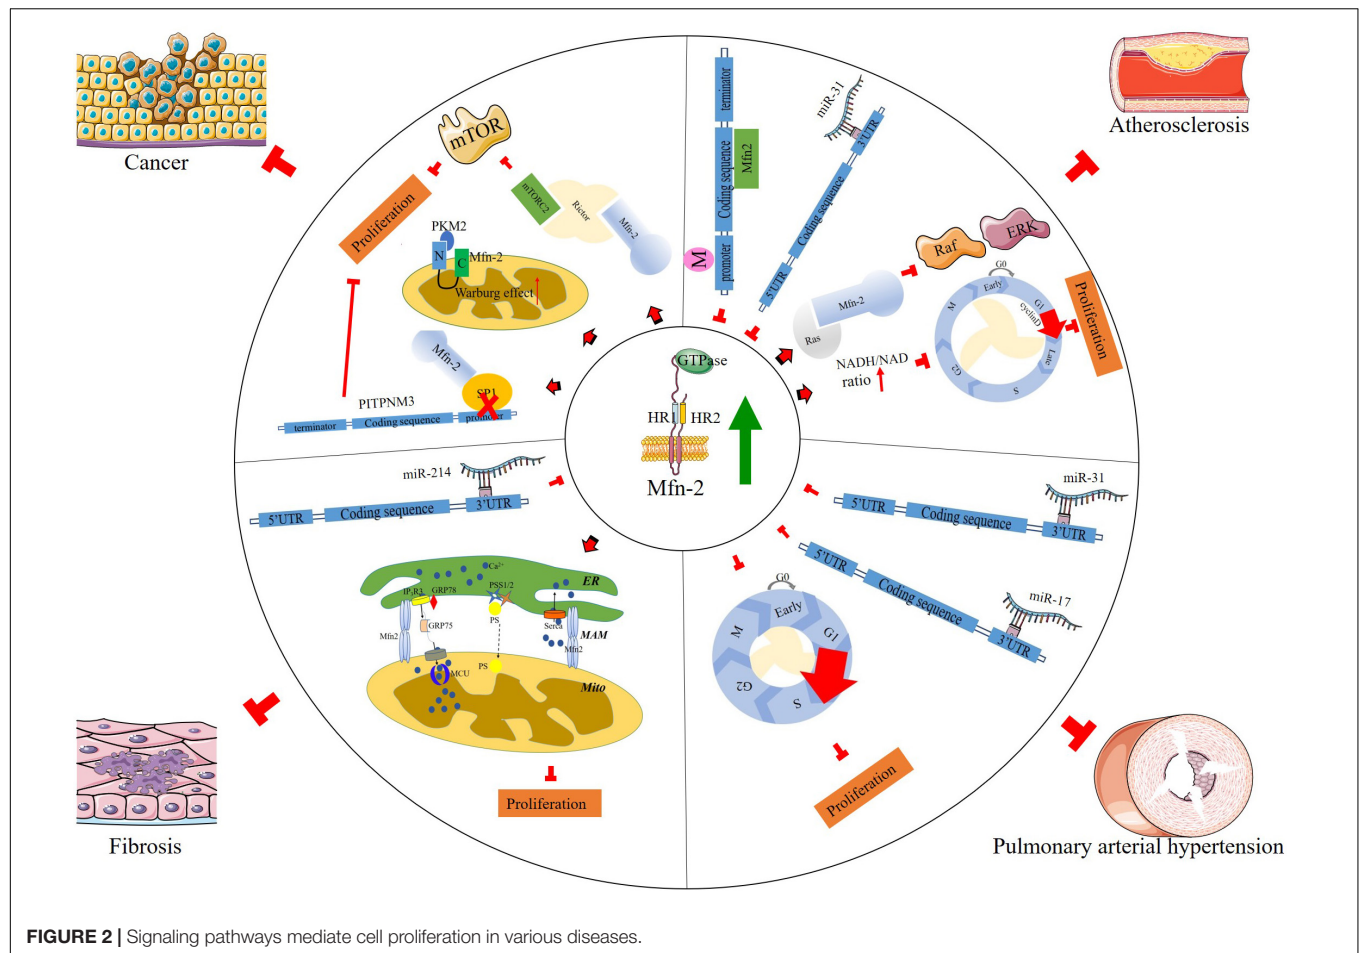 Cancer
mTOR
Proliferation
mTORC2
Rictor
Mfn-2
PKM2
N
C
Mfn-2
Warburg effect
Mfn-2
SP1
PITPNM3
terminator
Coding sequence
promoter
terminator
Coding sequence
Mfn2
promoter
M
miR-31
3'UTR
Coding sequence
5'UTR
Atherosclerosis
Raf
ERK
Mfn-2
Ras
NADH/NAD
ratio
G0
Early
G1
cyclinD
Late
S
G2
M
Proliferation
GTPase
HR
HR2
Mfn-2
miR-214
5'UTR
Coding sequence
3'UTR
Ca2+
ER
IP3R3
GRP78
PSS1/2
PS
Serca
Mfn2
GRP75
MAM
Mfn2
MCU
PS
Mito
Proliferation
Fibrosis
miR-31
5'UTR
Coding sequence
3'UTR
5'UTR
Coding sequence
3'UTR
miR-17
G0
Early
G1
S
G2
M
Proliferation
Pulmonary arterial hypertension
FIGURE 2 | Signaling pathways mediate cell proliferation in various diseases.